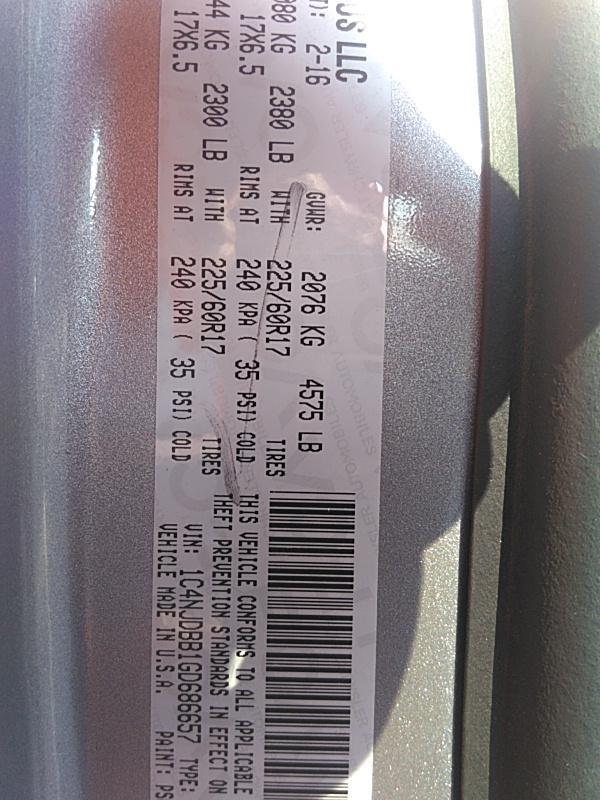 US LLC
T): 2-16 GVWR: 2076 KG 4575 LB
080 KG 2380 LB WITH 225/60R17 TIRES
17X6.5 RIMS AT 240 KPA ( 35 PSI) COLD
44 KG 2300 LB WITH 225/60R17 TIRES
17X6.5 RIMS AT 240 KPA ( 35 PSI) COLD
THIS VEHICLE CONFORMS TO ALL APPLICABLE
THEFT PREVENTION STANDARDS IN EFFECT ON
VIN: 1C4NJDBB1GD686657 TYPE:
VEHICLE MADE IN U.S.A. PAINT: PS